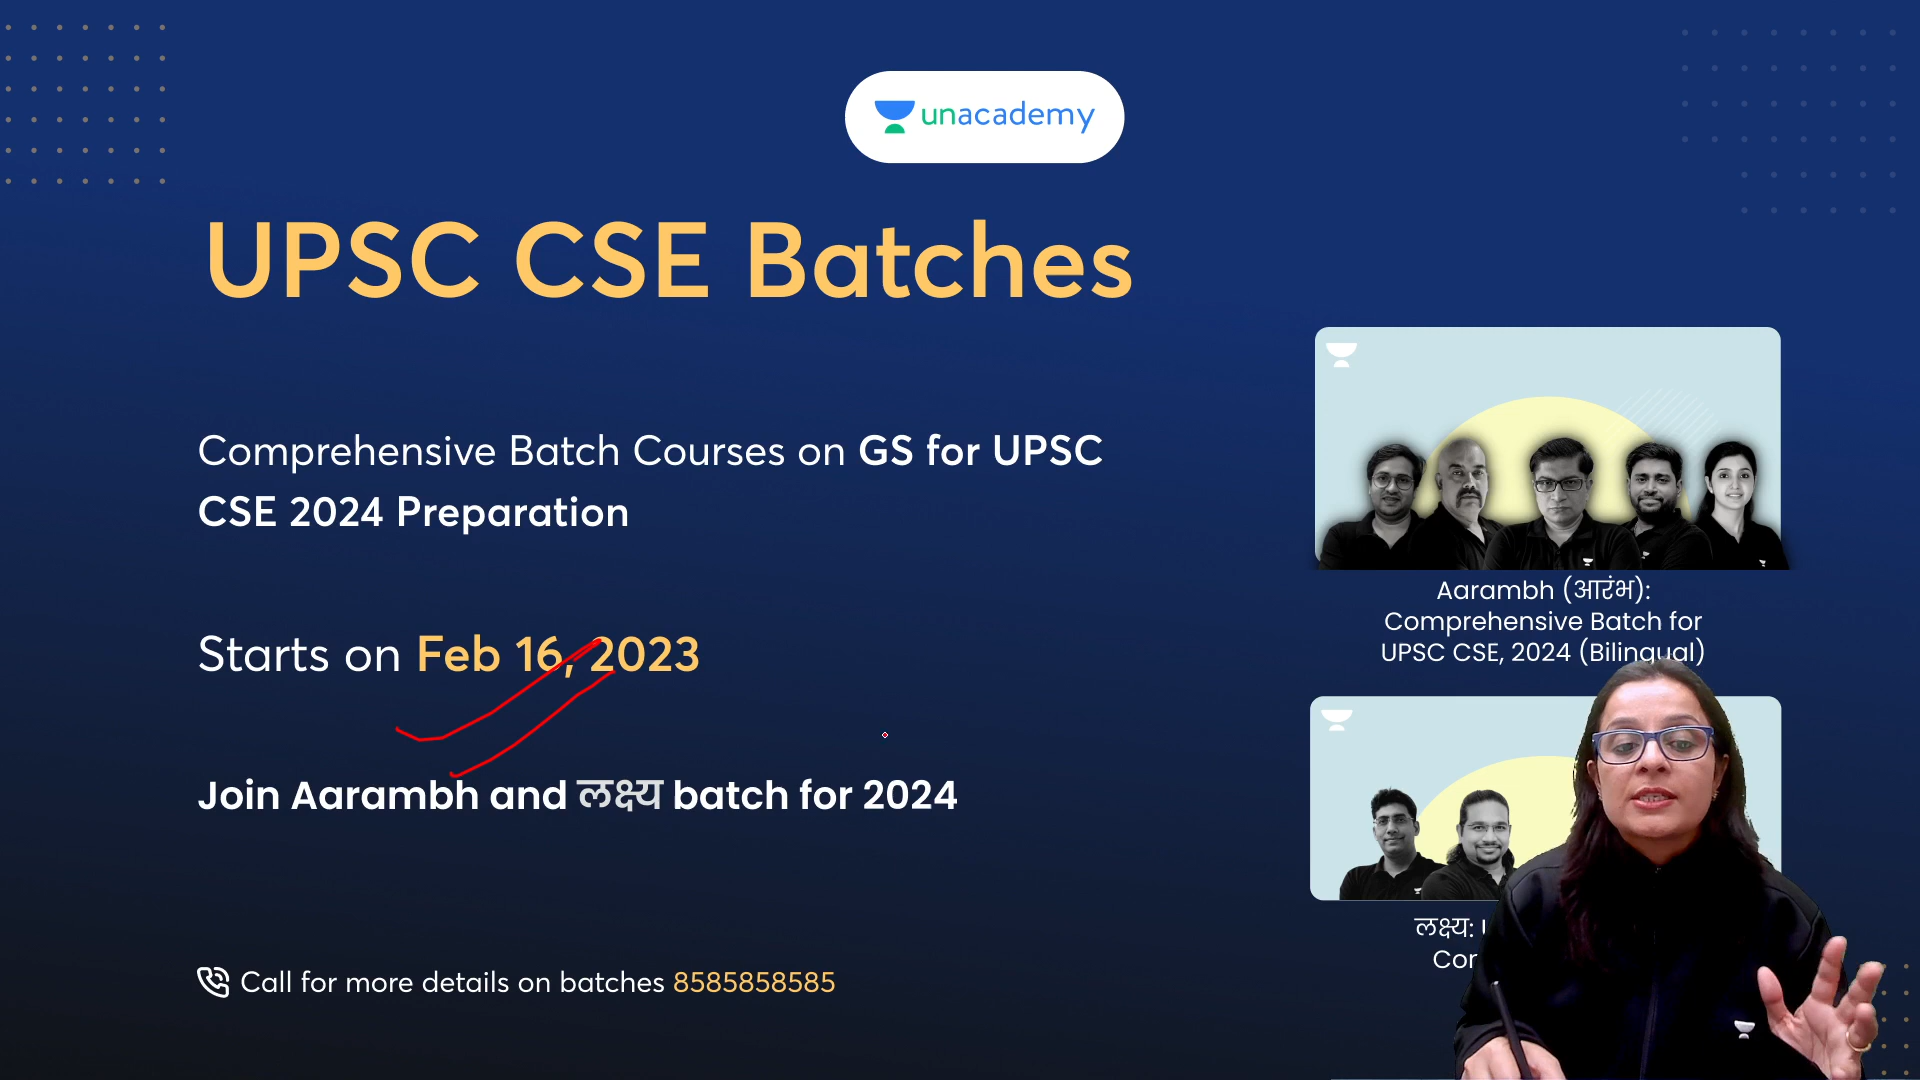 unacademy
UPSC CSE Batches
Comprehensive Batch Courses on GS for UPSC
CSE 2024 Preparation
Starts on Feb 16, 2023
Join Aarambh and लक्ष्य batch for 2024
Call for more details on batches 8585858585
Aarambh (आरंभ):
Comprehensive Batch for
UPSC CSE, 2024 (Bilingual)
लक्ष्य: